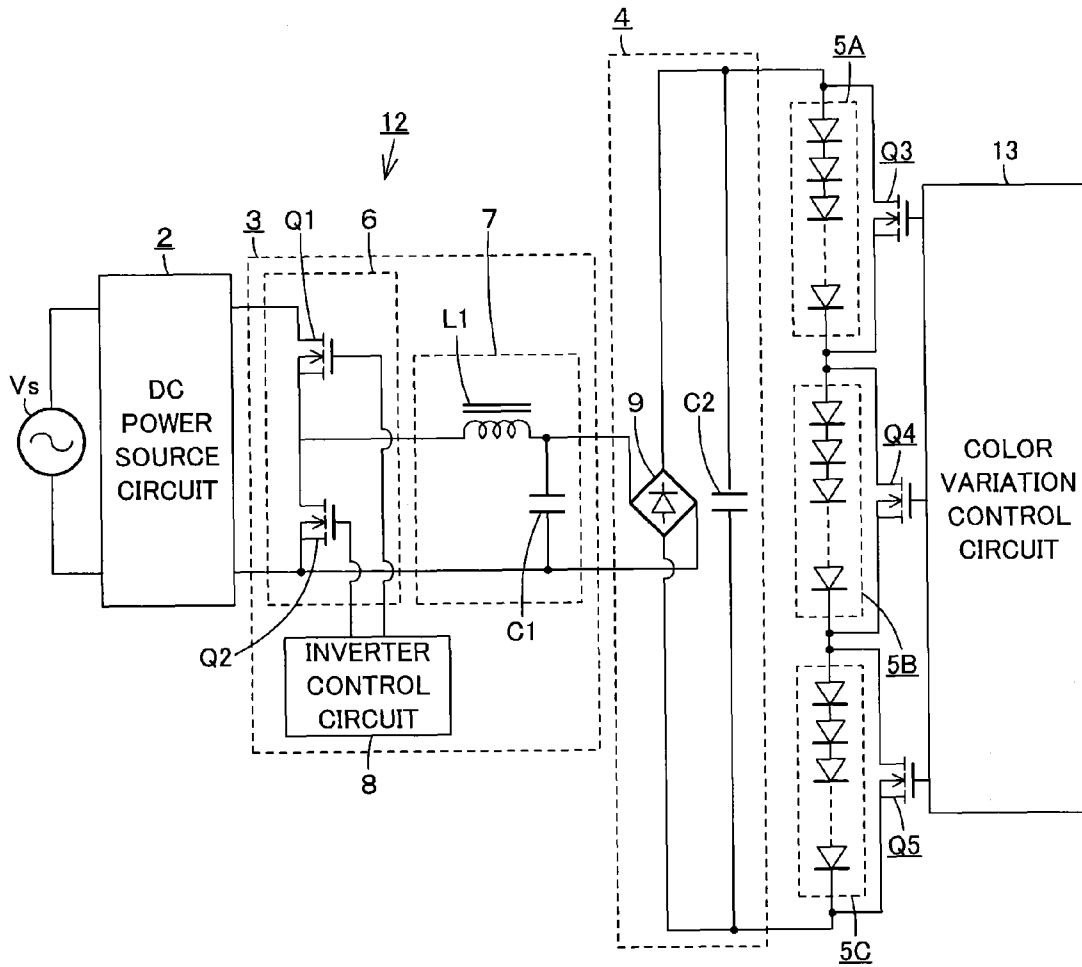 4
5A
12
Q3
13
2
3
Q1
6
7
L1
Vs
DC
POWER
SOURCE
CIRCUIT
9
C2
Q4
COLOR
VARIATION
CONTROL
CIRCUIT
Q2
C1
5B
INVERTER
CONTROL
CIRCUIT
8
Q5
5C